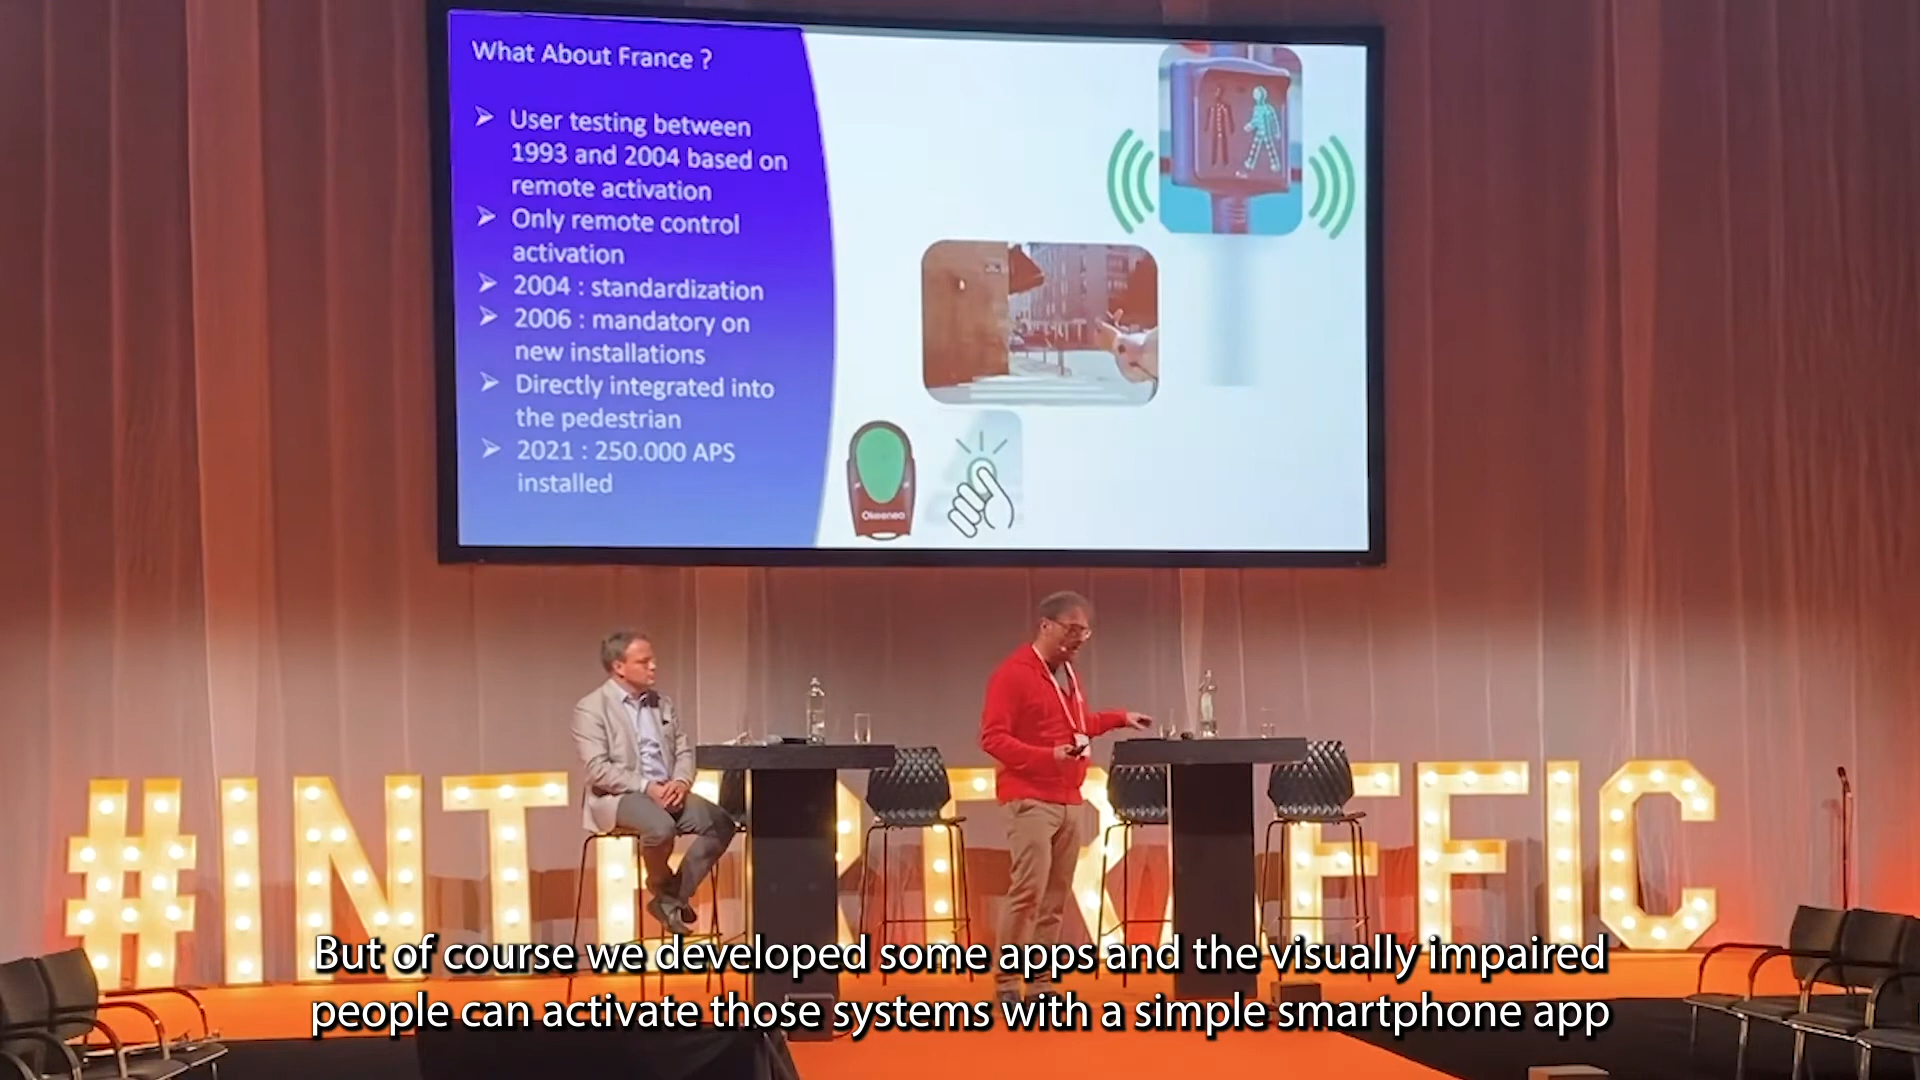 What About France ?
➤ User testing between
1993 and 2004 based on
remote activation
➤ Only remote control
activation
➤ 2004 : standardization
➤ 2006 : mandatory on
new installations
➤ Directly integrated into
the pedestrian
➤ 2021 : 250.000 APS
installed
Okeenea
#INTERTRAFFIC
But of course we developed some apps and the visually impaired
people can activate those systems with a simple smartphone app